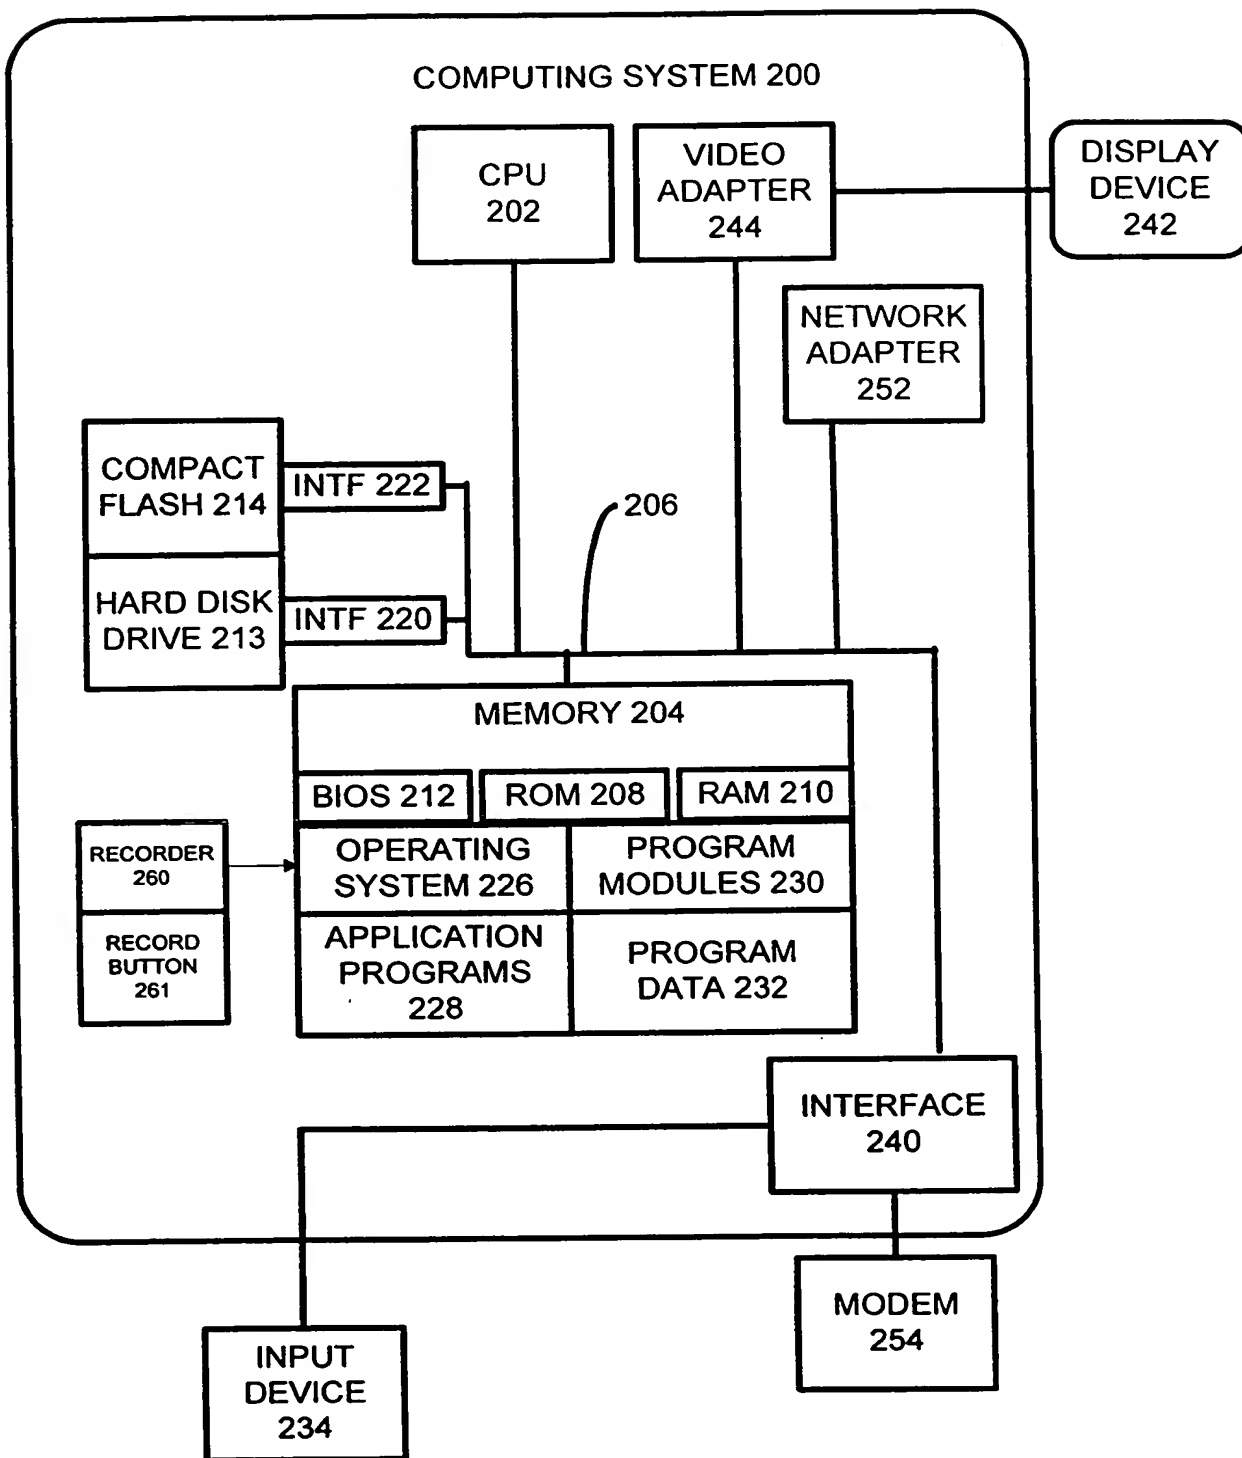 COMPUTING SYSTEM 200
CPU
202
VIDEO
ADAPTER
244
DISPLAY
DEVICE
242
NETWORK
ADAPTER
252
COMPACT
FLASH 214
INTF 222
206
HARD DISK
DRIVE 213
INTF 220
MEMORY 204
BIOS 212
ROM 208
RAM 210
RECORDER
260
OPERATING
SYSTEM 226
PROGRAM
MODULES 230
RECORD
BUTTON
261
APPLICATION
PROGRAMS
228
PROGRAM
DATA 232
INTERFACE
240
MODEM
254
INPUT
DEVICE
234